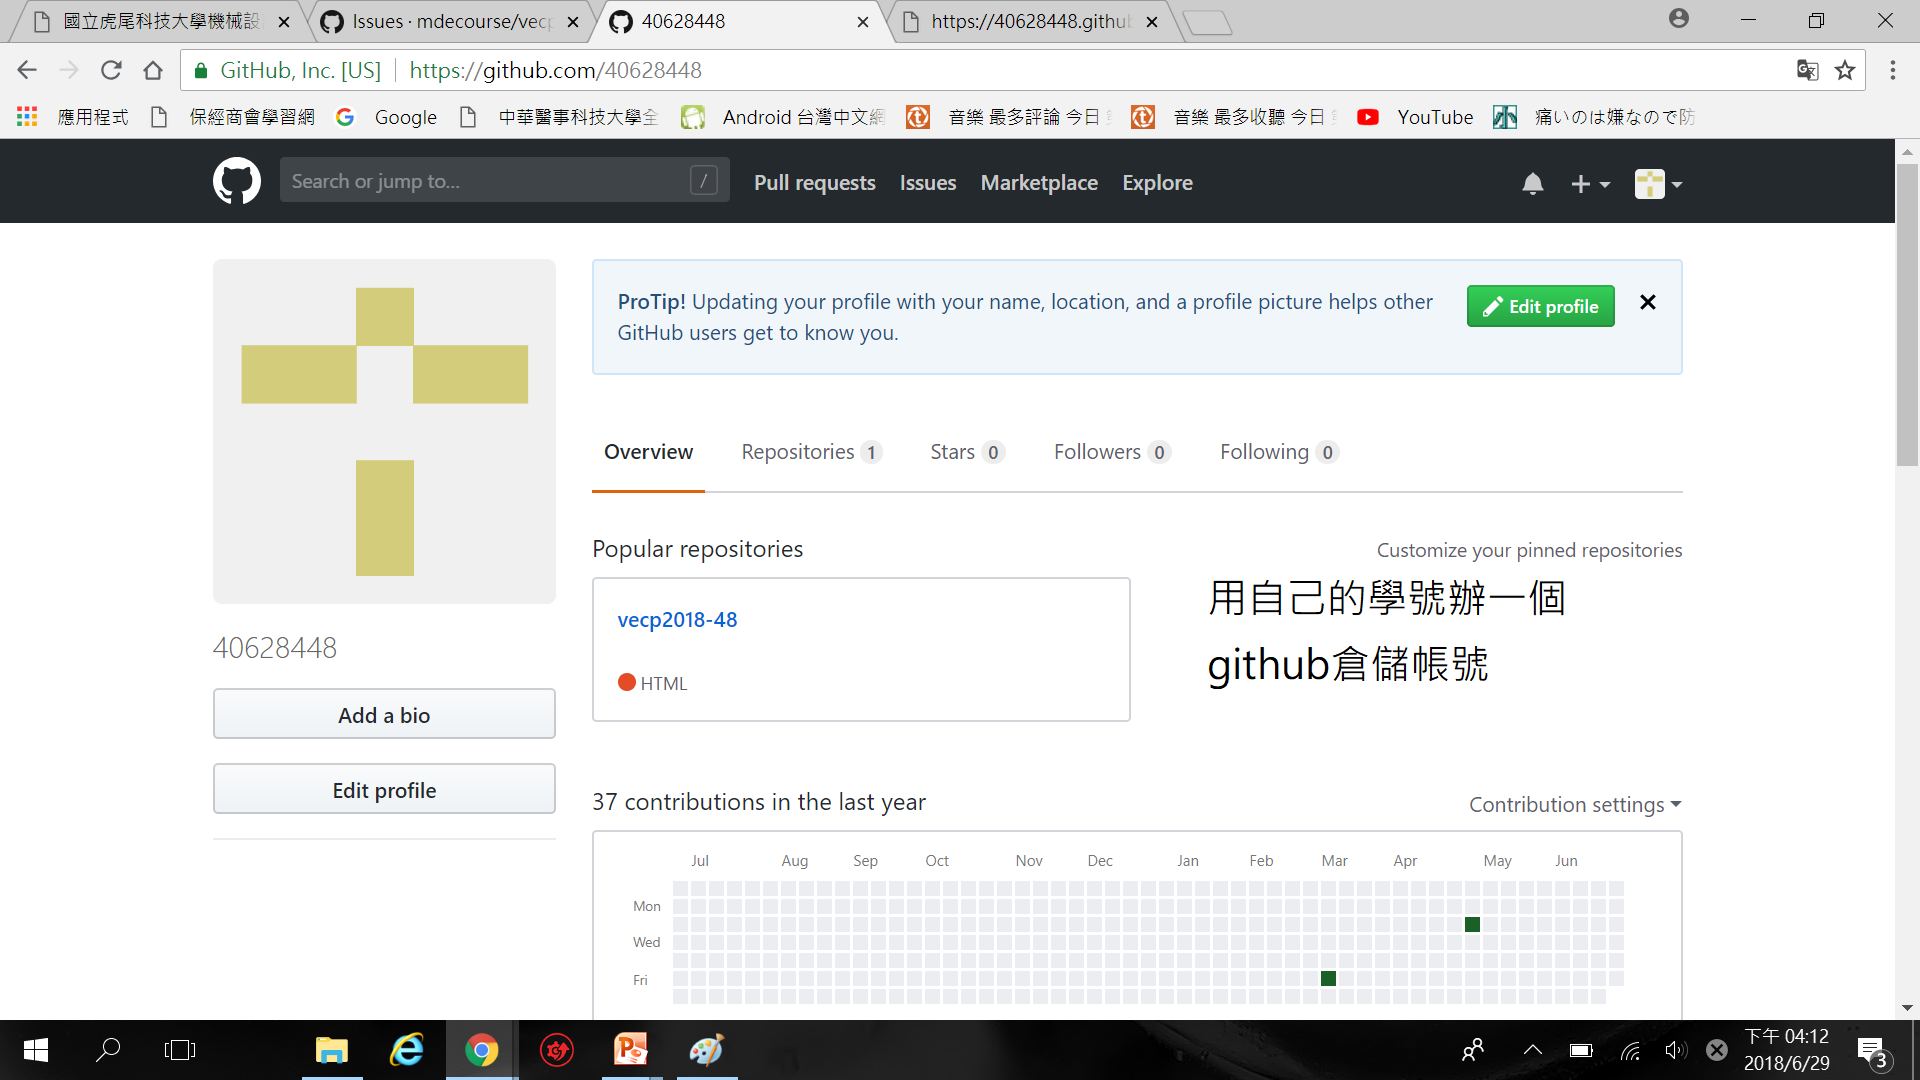 國立虎尾科技大學機械設
Issues · mdecourse/vecp
40628448
https://40628448.github
GitHub, Inc. [US]
https://github.com/40628448
應用程式
保經商會學習網
Google
中華醫事科技大學全
Android 台灣中文網
音樂 最多評論 今日
音樂 最多收聽 今日
YouTube
痛いのは嫌なので防
Search or jump to...
/
Pull requests
Issues
Marketplace
Explore
ProTip! Updating your profile with your name, location, and a profile picture helps other
GitHub users get to know you.
Edit profile
Overview
Repositories 1
Stars 0
Followers 0
Following 0
Popular repositories
Customize your pinned repositories
vecp2018-48
HTML
用自己的學號辦一個
github倉儲帳號
40628448
Add a bio
Edit profile
37 contributions in the last year
Contribution settings
Jul Aug Sep Oct Nov Dec Jan Feb Mar Apr May Jun
Mon
Wed
Fri
下午 04:12
2018/6/29
3